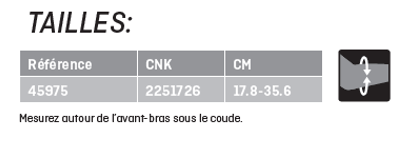 TAILLES:
Référence CNK CM
45975 2251726 17.8-35.6
Mesurez autour de l'avant-bras sous le coude.